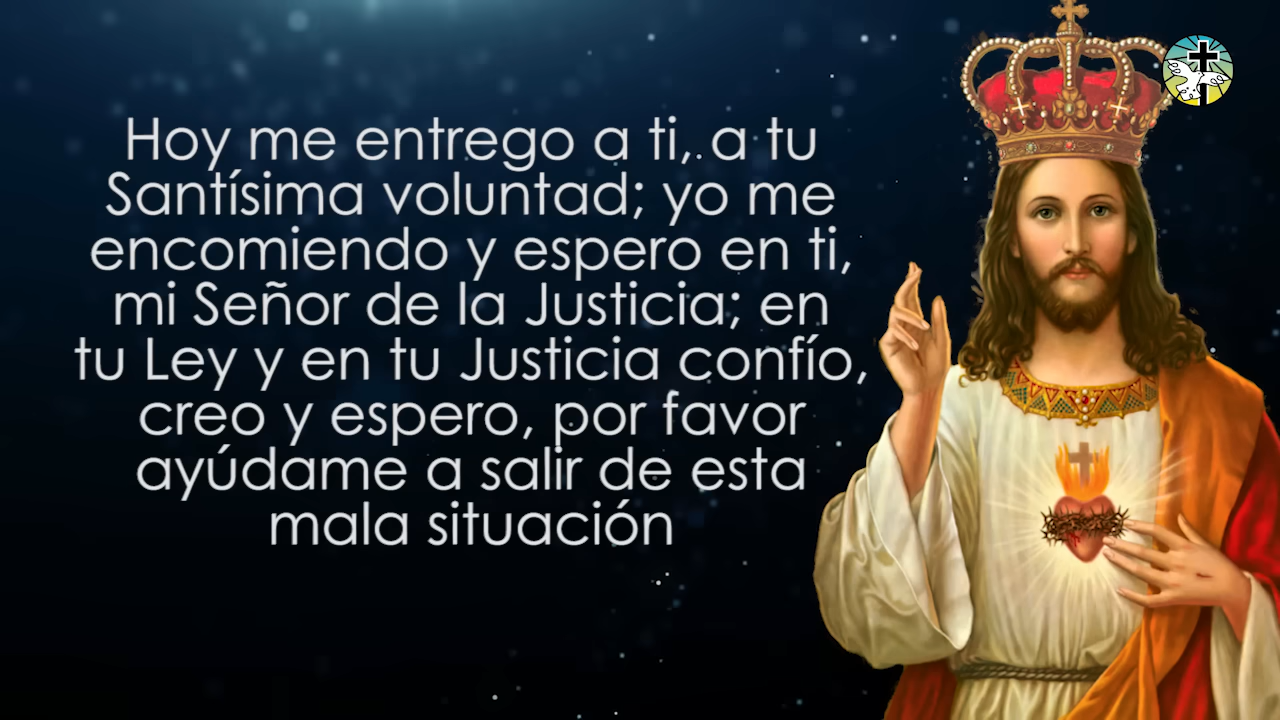 Hoy me entrego a ti, a tu
Santísima voluntad; yo me
encomiendo y espero en ti,
mi Señor de la Justicia; en
tu Ley y en tu Justicia confío,
creo y espero, por favor
ayúdame a salir de esta
mala situación